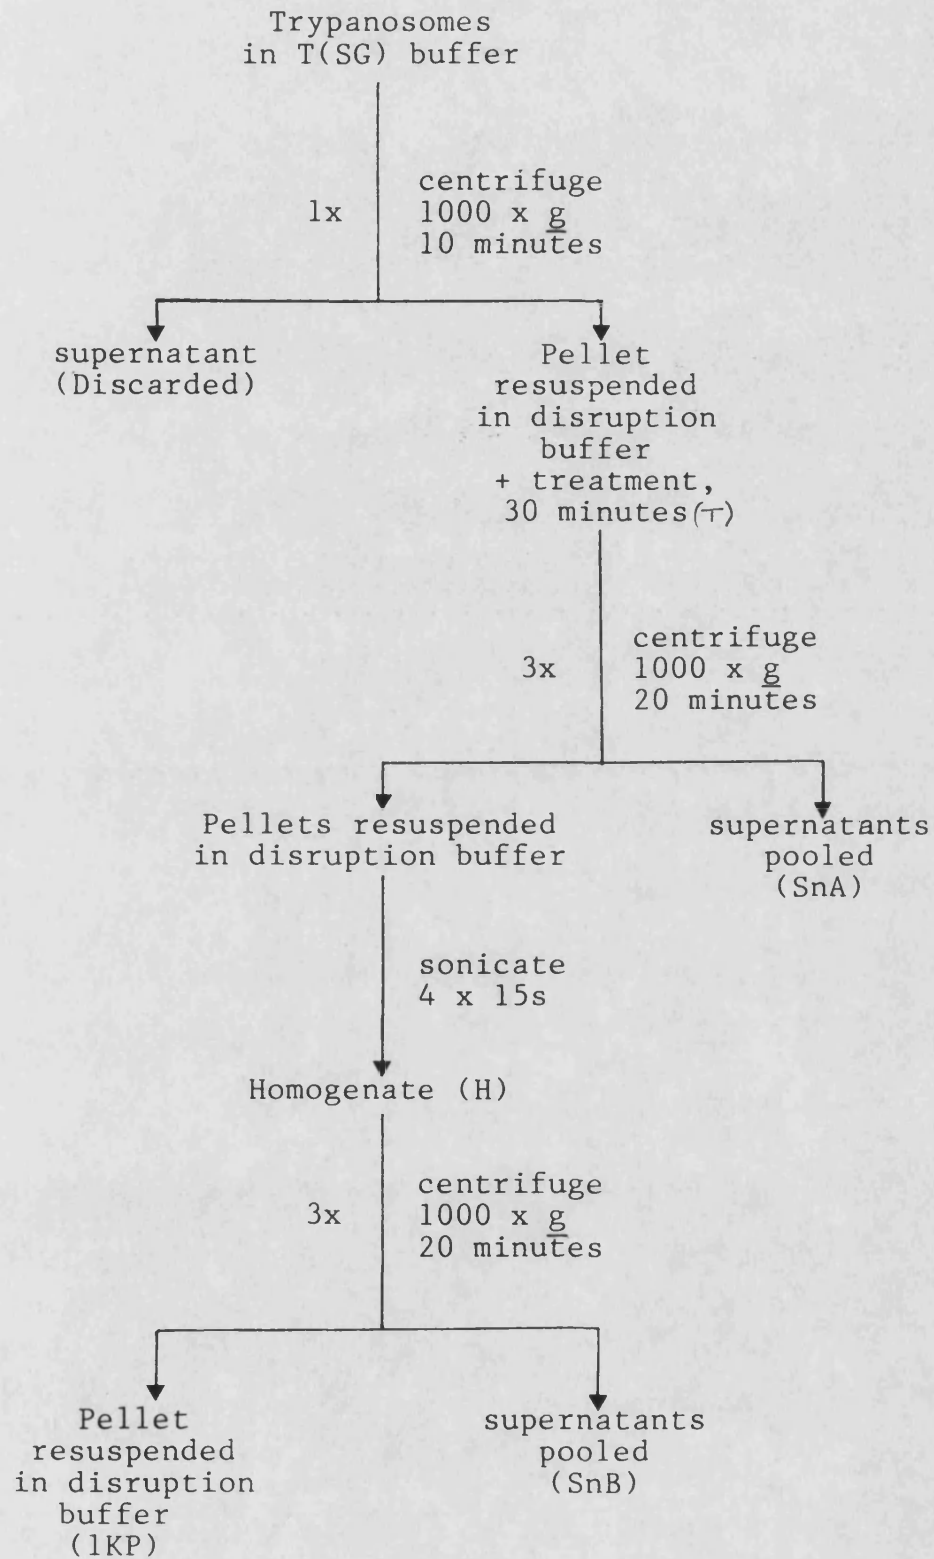 Trypanosomes
in T(SG) buffer
1x
centrifuge
1000 x g
10 minutes
supernatant
(Discarded)
Pellet
resuspended
in disruption
buffer
+ treatment,
30 minutes(T)
3x
centrifuge
1000 x g
20 minutes
Pellets resuspended
in disruption buffer
supernatants
pooled
(SnA)
sonicate
4 x 15s
Homogenate (H)
3x
centrifuge
1000 x g
20 minutes
Pellet
resuspended
in disruption
buffer
(1KP)
supernatants
pooled
(SnB)